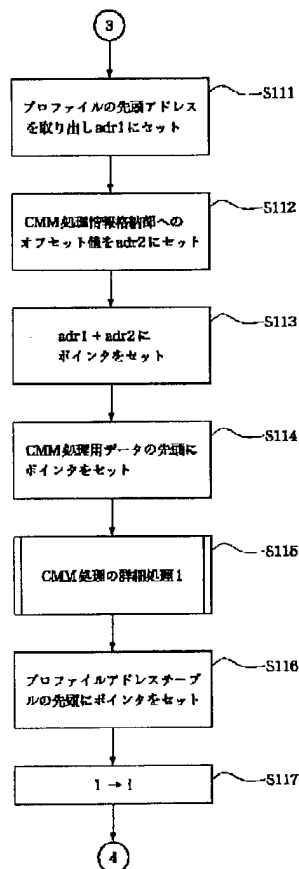 3
プロファイルの先頭アドレス
を取り出しadr1にセット
S111
CMM処理情報格納部への
オフセット値をadr2にセット
S112
adr1+adr2に
ポインタをセット
S113
CMM処理用データの先頭に
ポインタをセット
S114
CMM処理の詳細処理1
S115
プロファイルアドレステー
ブルの先頭にポインタをセット
S116
1→i
S117
4